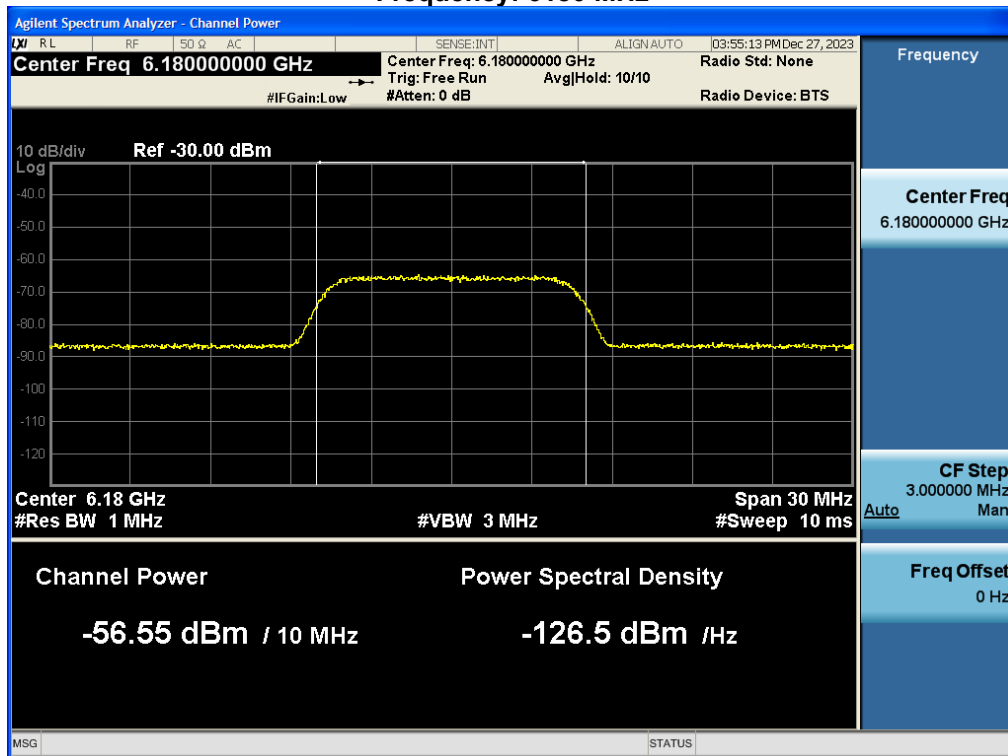 Agilent Spectrum Analyzer - Channel Power
LXI RL RF 50 Ω AC SENSE:INT ALIGN AUTO 03:55:13 PM Dec 27, 2023
Center Freq 6.180000000 GHz
Center Freq: 6.180000000 GHz
Radio Std: None
Trig: Free Run Avg|Hold: 10/10
#IFGain:Low #Atten: 0 dB Radio Device: BTS
Frequency
10 dB/div Ref -30.00 dBm
Log
-40.0
-50.0
-60.0
-70.0
-80.0
-90.0
-100
-110
-120
Center 6.18 GHz Span 30 MHz
#Res BW 1 MHz #VBW 3 MHz #Sweep 10 ms
Channel Power Power Spectral Density
-56.55 dBm / 10 MHz -126.5 dBm /Hz
Center Freq
6.180000000 GHz
CF Step
3.000000 MHz
Auto Man
Freq Offset
0 Hz
MSG STATUS